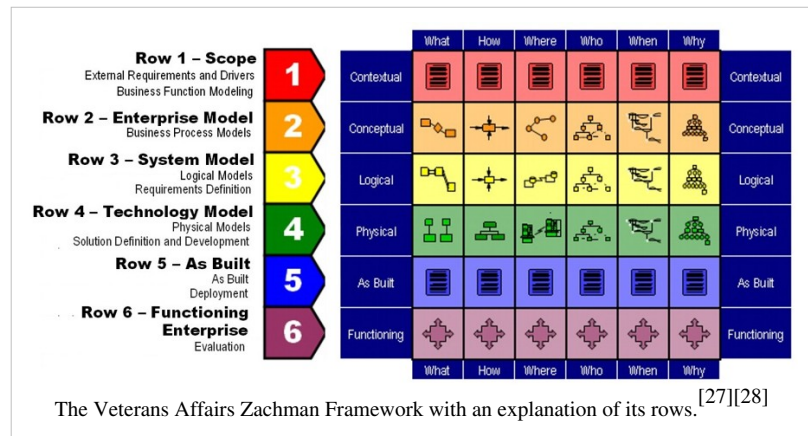 What How Where Who When Why
Row 1 – Scope
External Requirements and Drivers
Business Function Modeling
1
Contextual
Contextual
Row 2 – Enterprise Model
Business Process Models
2
Conceptual
Conceptual
Row 3 – System Model
Logical Models
Requirements Definition
3
Logical
Logical
Row 4 – Technology Model
Physical Models
Solution Definition and Development
4
Physical
Physical
Row 5 – As Built
As Built
Deployment
5
As Built
As Built
Row 6 – Functioning
Enterprise
Evaluation
6
Functioning
Functioning
What How Where Who When Why
The Veterans Affairs Zachman Framework with an explanation of its rows.[27][28]